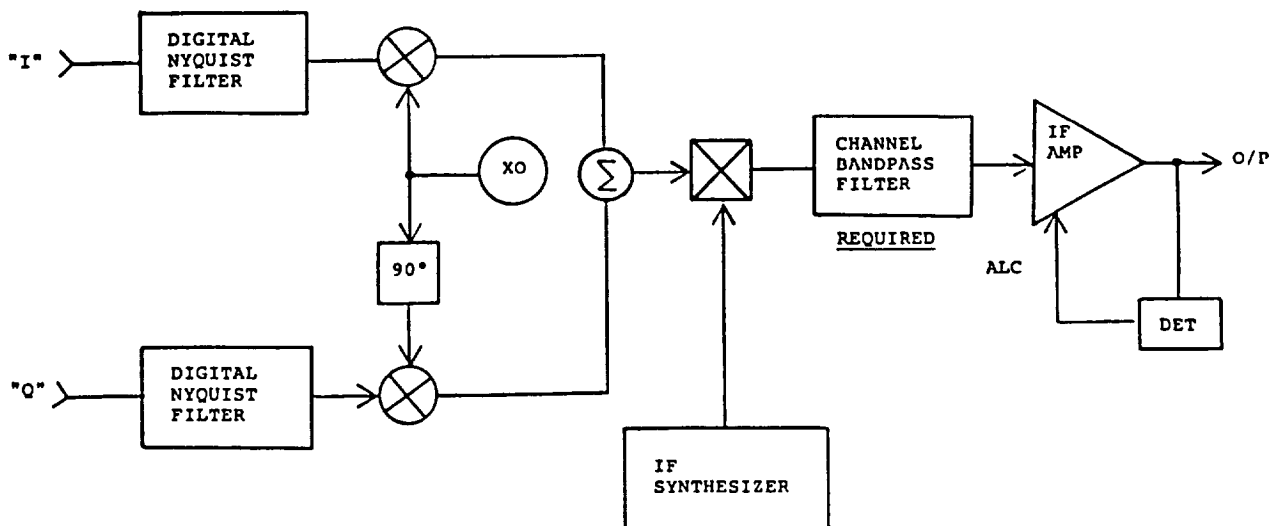 "I"
DIGITAL
NYQUIST
FILTER
XO
Σ
90°
"Q"
DIGITAL
NYQUIST
FILTER
CHANNEL
BANDPASS
FILTER
REQUIRED
IF
AMP
O/P
ALC
DET
IF
SYNTHESIZER